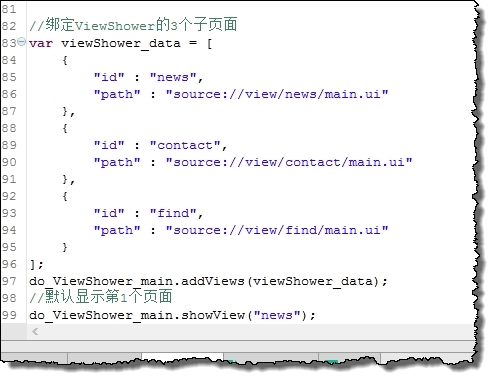 81
82 //绑定ViewShower的3个子页面
83 var viewShower_data = [
84     {
85         "id" : "news",
86         "path" : "source://view/news/main.ui"
87     },
88     {
89         "id" : "contact",
90         "path" : "source://view/contact/main.ui"
91     },
92     {
93         "id" : "find",
94         "path" : "source://view/find/main.ui"
95     }
96 ];
97 do_ViewShower_main.addViews(viewShower_data);
98 //默认显示第1个页面
99 do_ViewShower_main.showView("news");